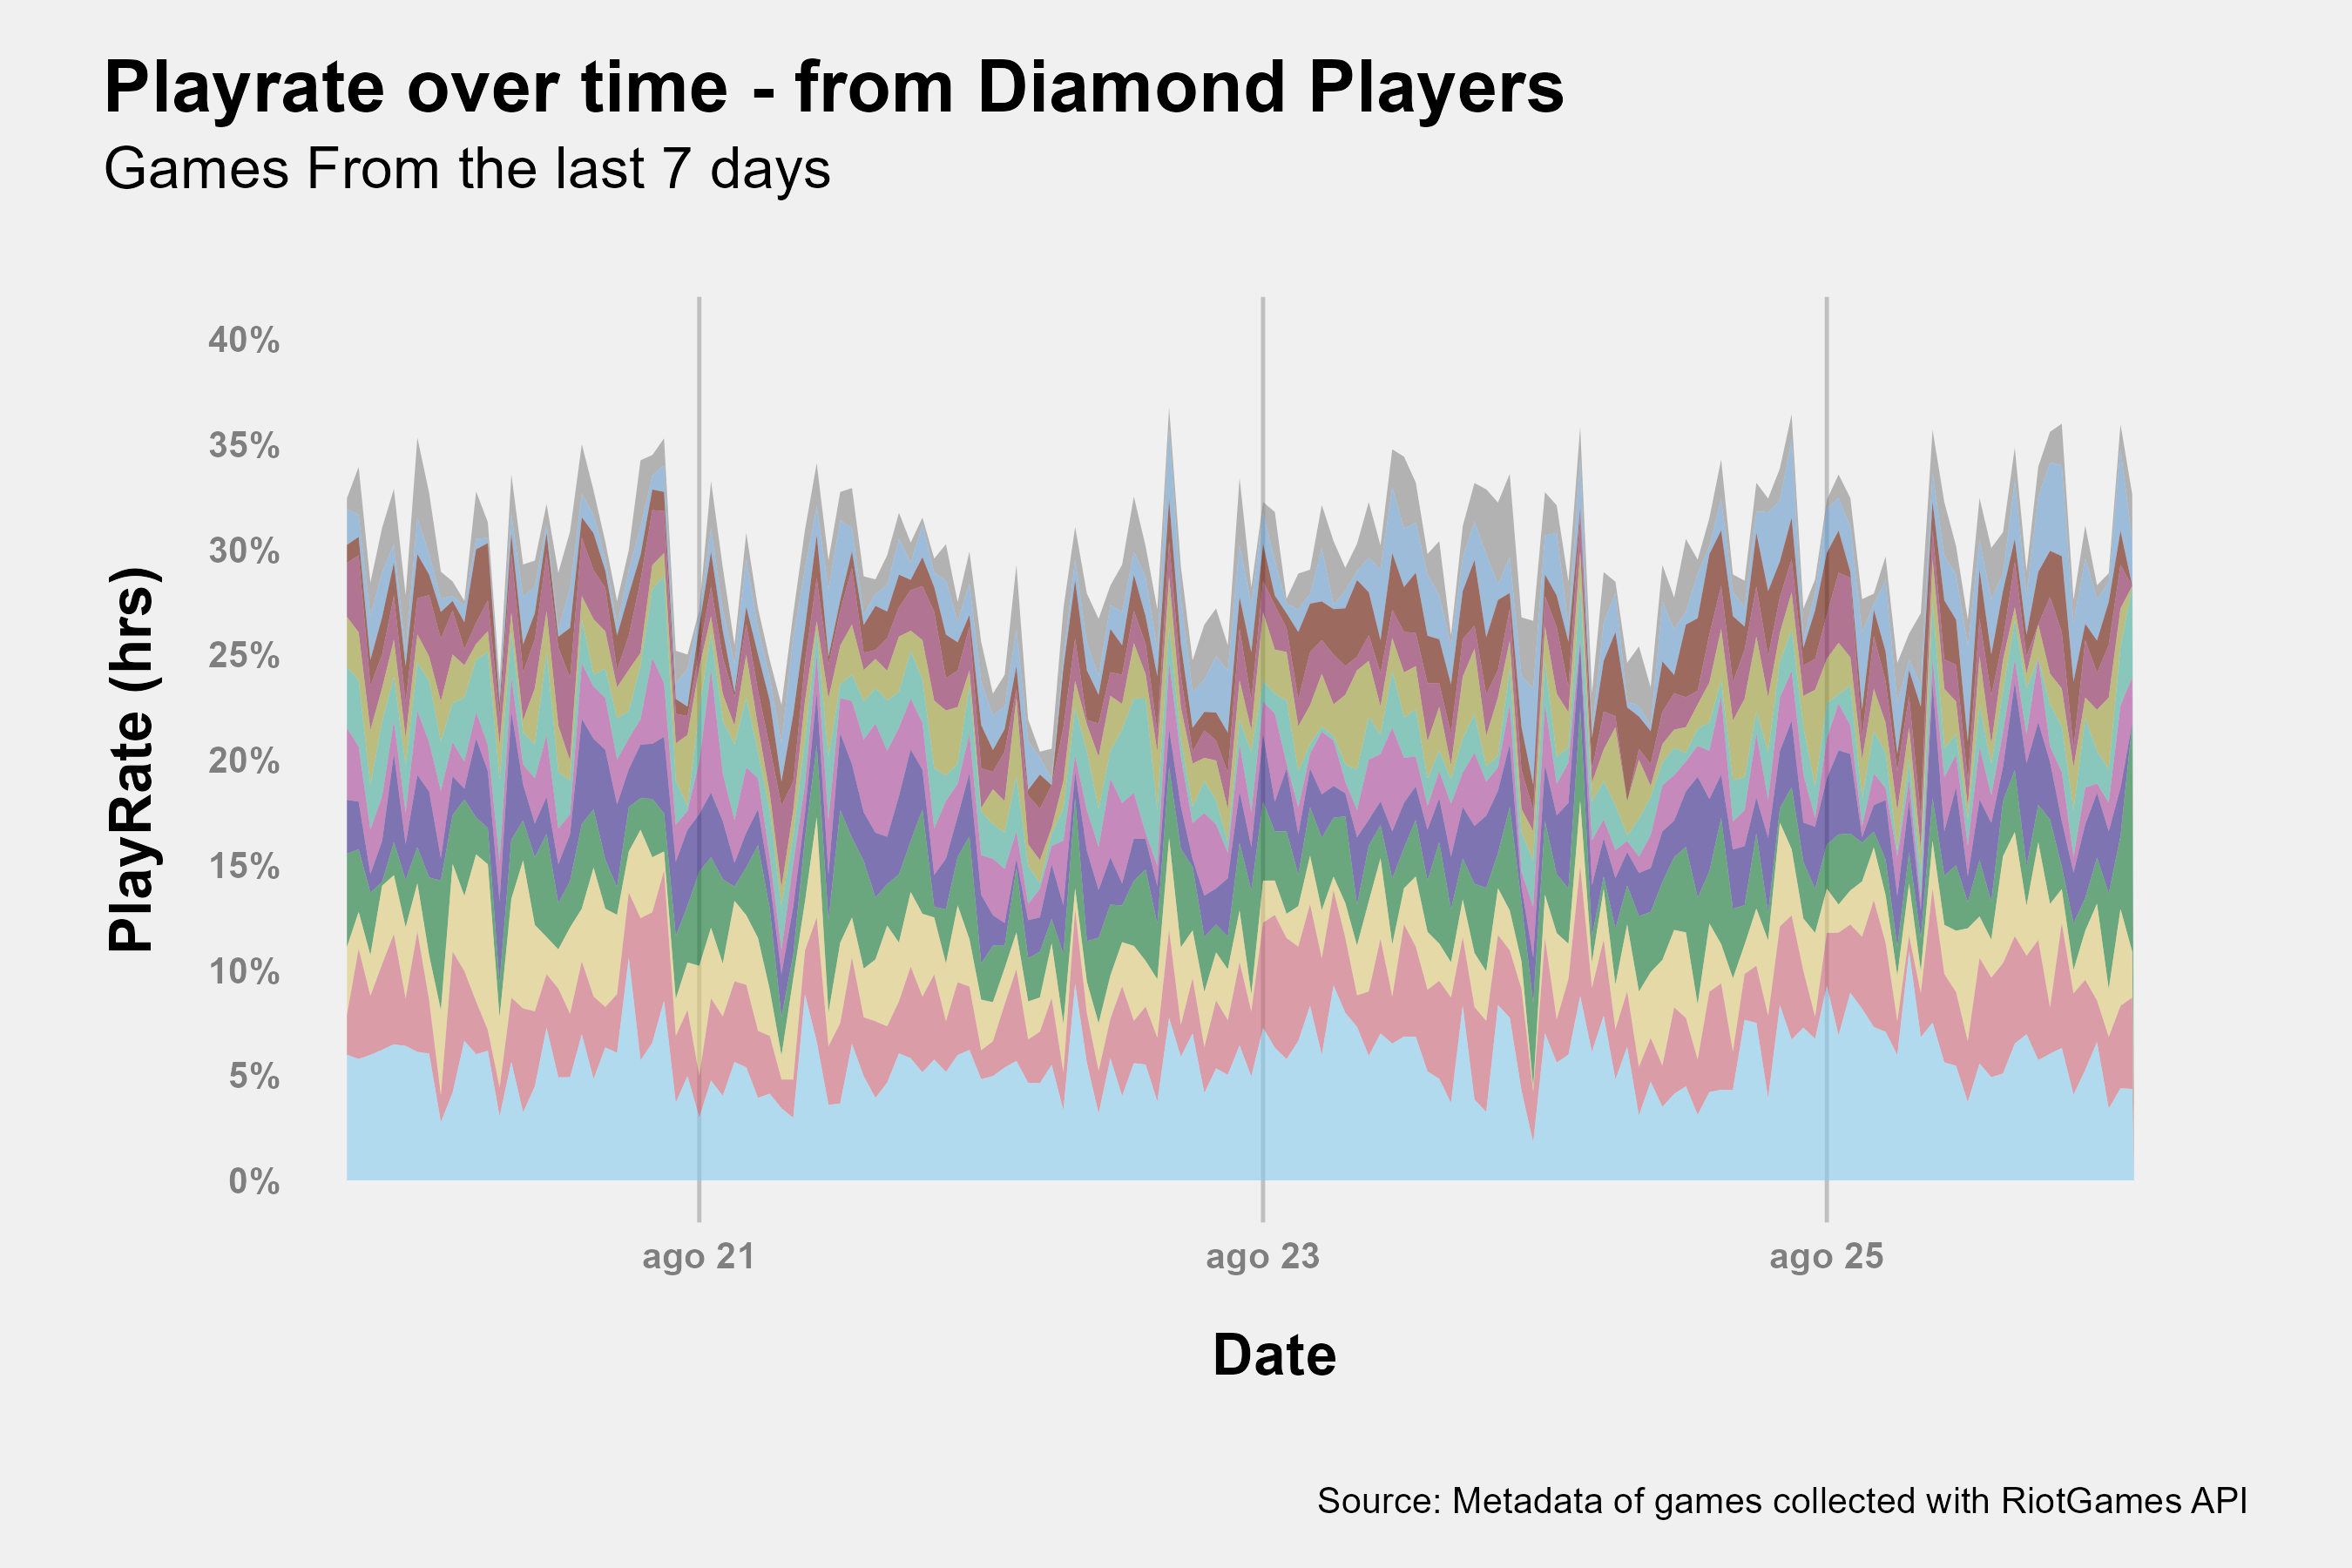 Playrate over time - from Diamond Players
Games From the last 7 days
PlayRate (hrs)
40%
35%
30%
25%
20%
15%
10%
5%
0%
ago 21
ago 23
ago 25
Date
Source: Metadata of games collected with RiotGames API